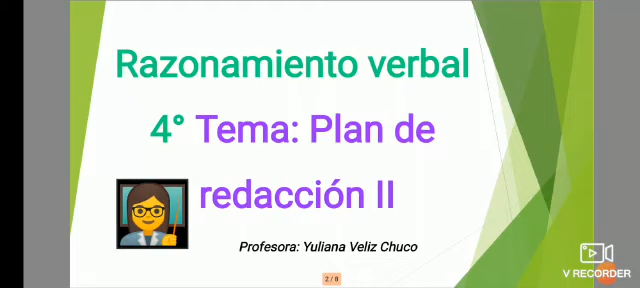 Razonamiento verbal
4° Tema: Plan de
redacción II
Profesora: Yuliana Veliz Chuco
2 / 8
V RECORDER